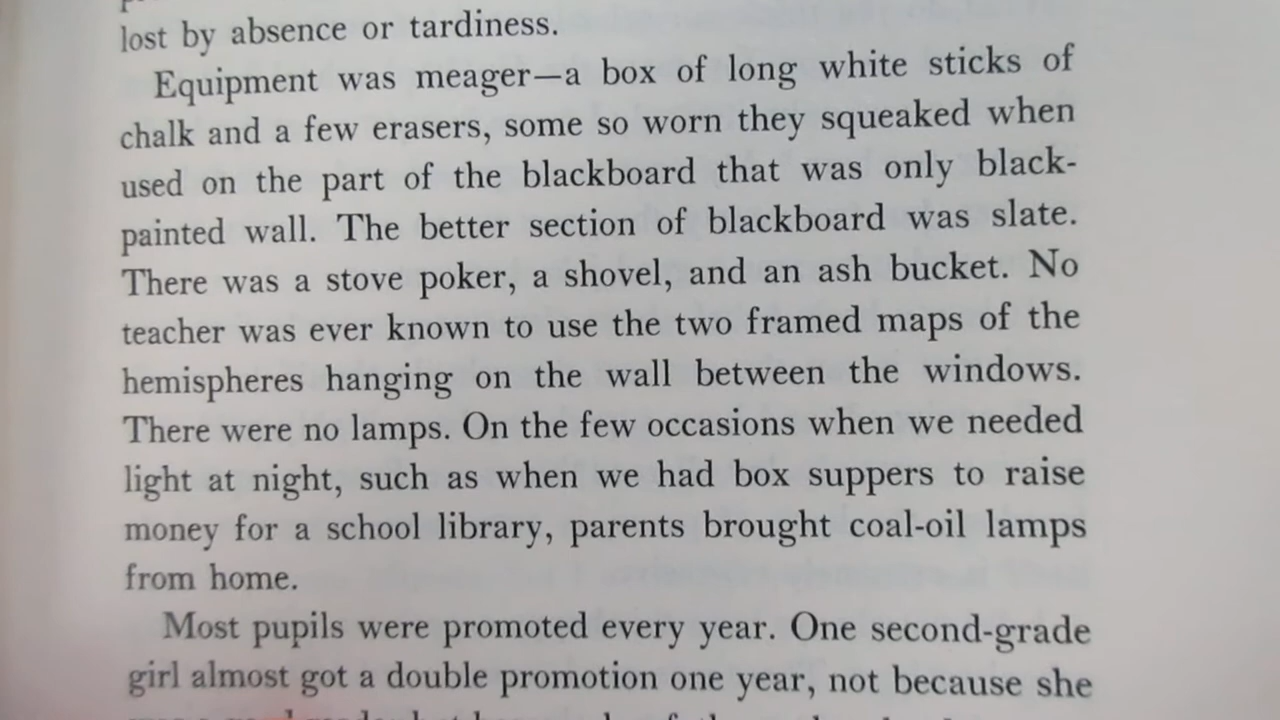 lost by absence or tardiness.
Equipment was meager—a box of long white sticks of
chalk and a few erasers, some so worn they squeaked when
used on the part of the blackboard that was only black-
painted wall. The better section of blackboard was slate.
There was a stove poker, a shovel, and an ash bucket. No
teacher was ever known to use the two framed maps of the
hemispheres hanging on the wall between the windows.
There were no lamps. On the few occasions when we needed
light at night, such as when we had box suppers to raise
money for a school library, parents brought coal-oil lamps
from home.
Most pupils were promoted every year. One second-grade
girl almost got a double promotion one year, not because she